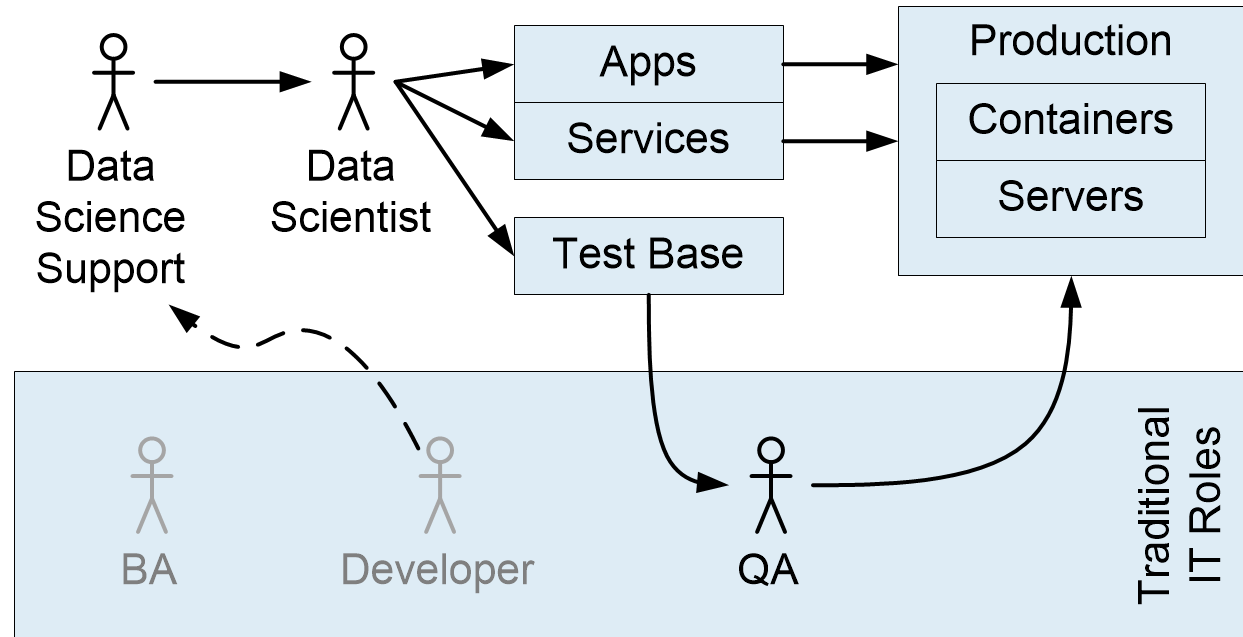 Data
Science
Support
Data
Scientist
Apps
Services
Test Base
Production
Containers
Servers
BA
Developer
QA
Traditional
IT Roles